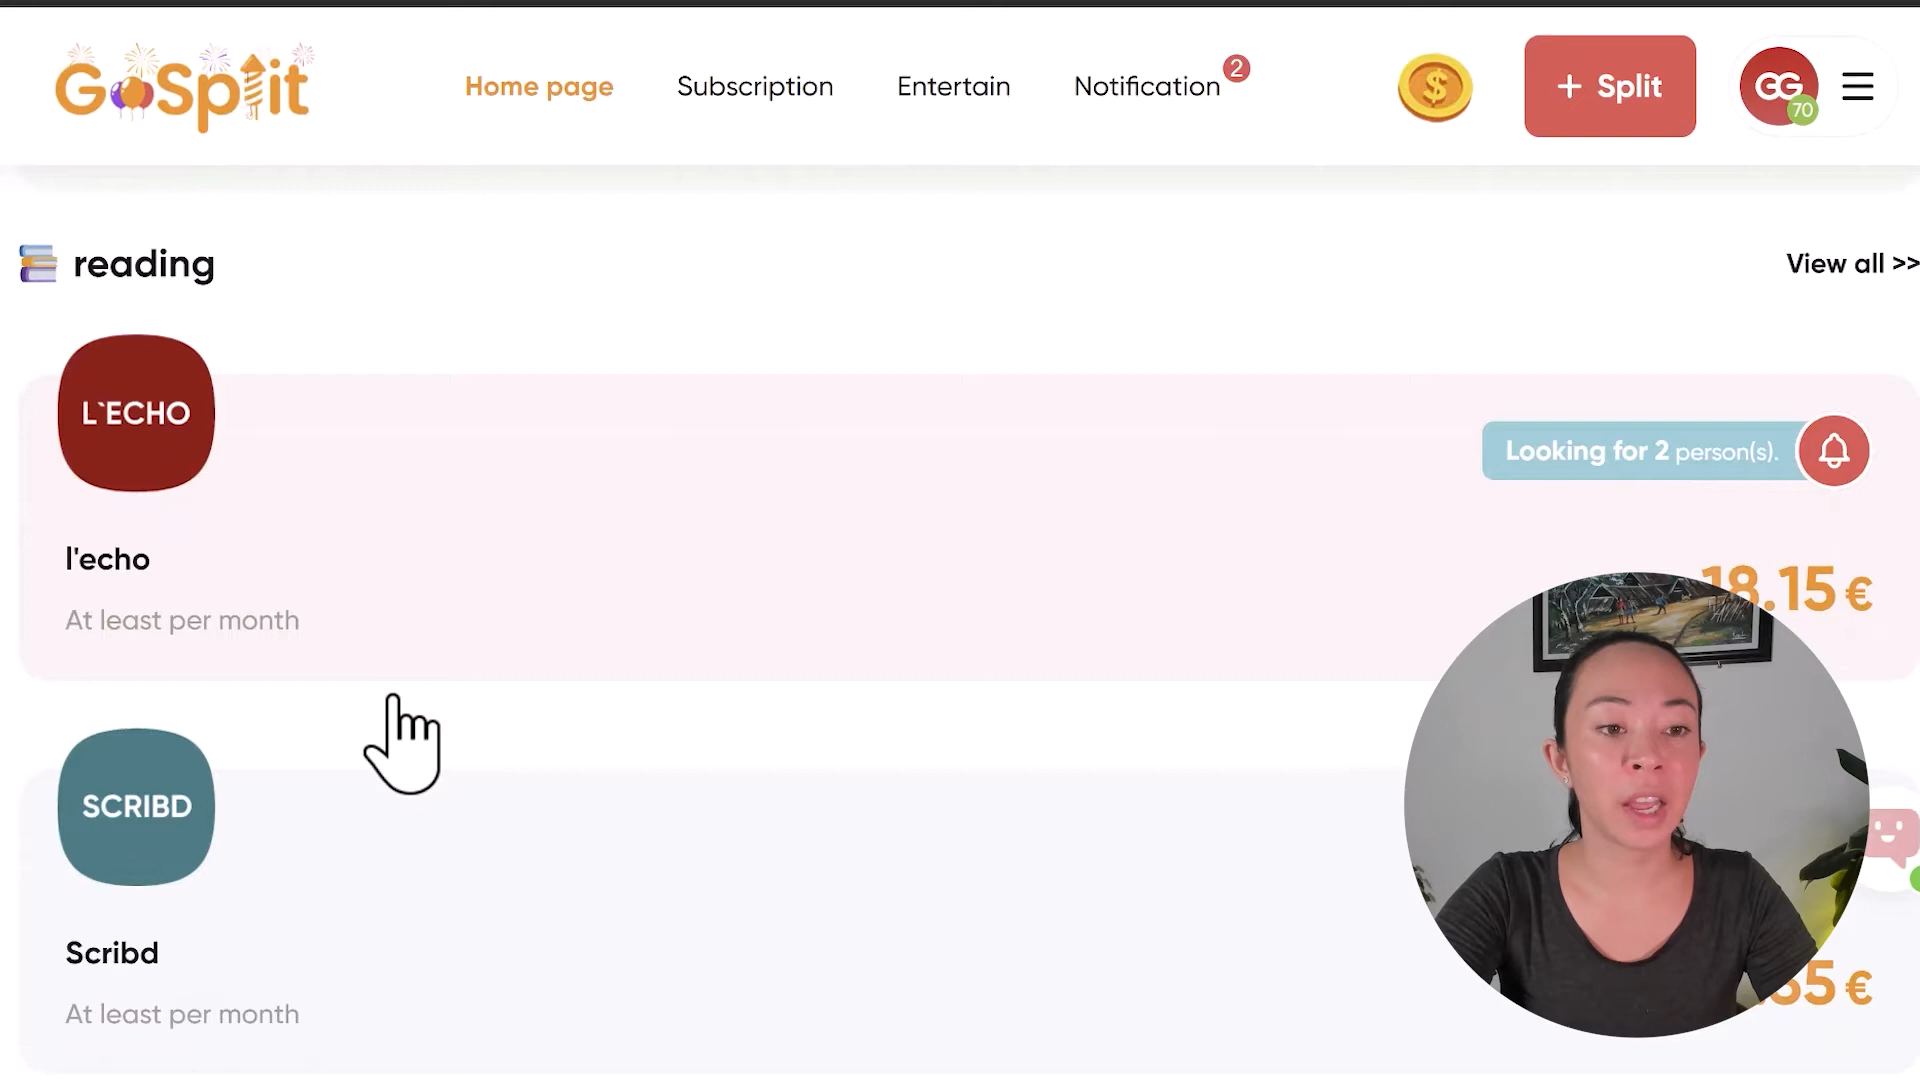 GoSplit
Home page
Subscription
Entertain
Notification
2
+ Split
GG
70
reading
View all >>
L`ECHO
Looking for 2 person(s).
l'echo
18.15 €
At least per month
SCRIBD
Scribd
At least per month
€